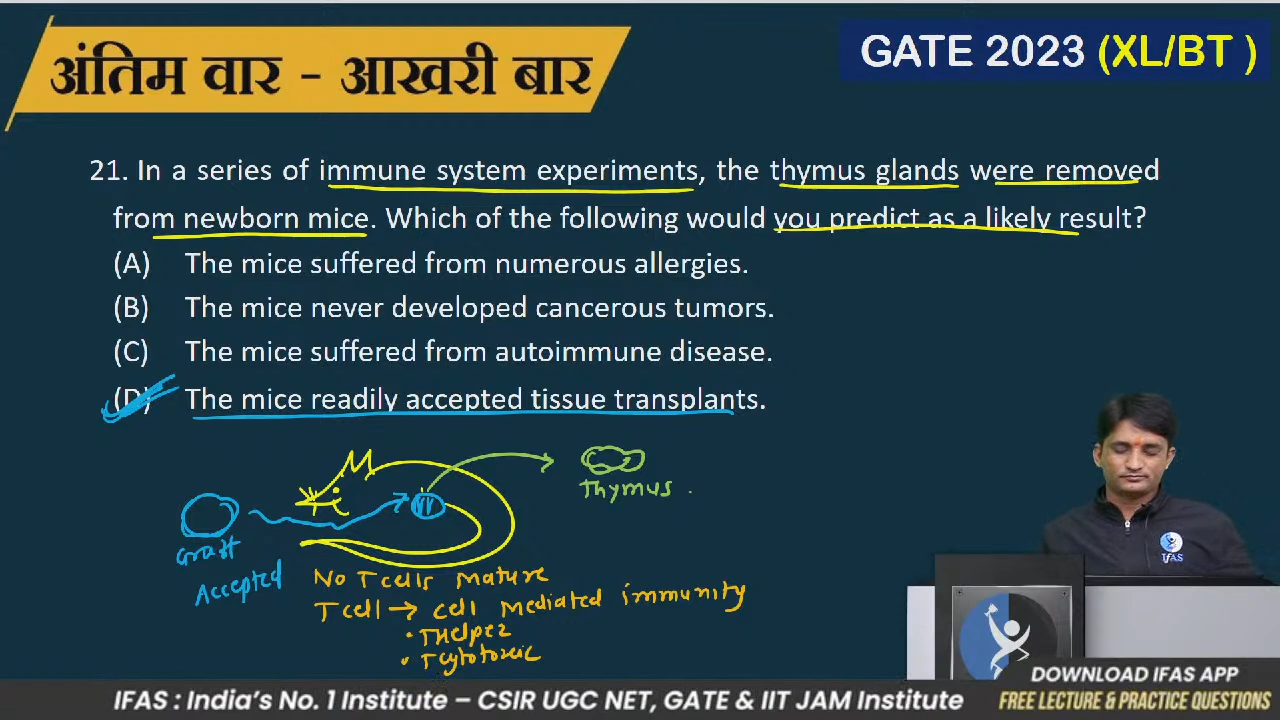 अंतिम वार - आखरी बार
GATE 2023 (XL/BT )
21. In a series of immune system experiments, the thymus glands were removed
from newborn mice. Which of the following would you predict as a likely result?
(A) The mice suffered from numerous allergies.
(B) The mice never developed cancerous tumors.
(C) The mice suffered from autoimmune disease.
(D) The mice readily accepted tissue transplants.
Thymus
Graft
Accepted
No T cells Mature
T cell → cell Mediated immunity
• THelper
• Tcytotoxic
IFAS
DOWNLOAD IFAS APP
IFAS : India's No. 1 Institute – CSIR UGC NET, GATE & IIT JAM Institute
FREE LECTURE & PRACTICE QUESTIONS